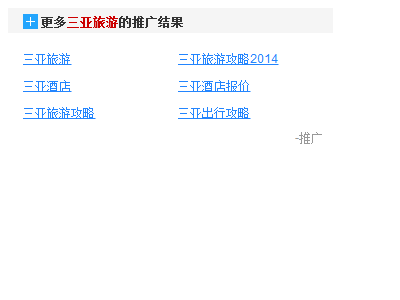 更多三亚旅游的推广结果
三亚旅游 三亚旅游攻略2014
三亚酒店 三亚酒店报价
三亚旅游攻略 三亚出行攻略
-推广